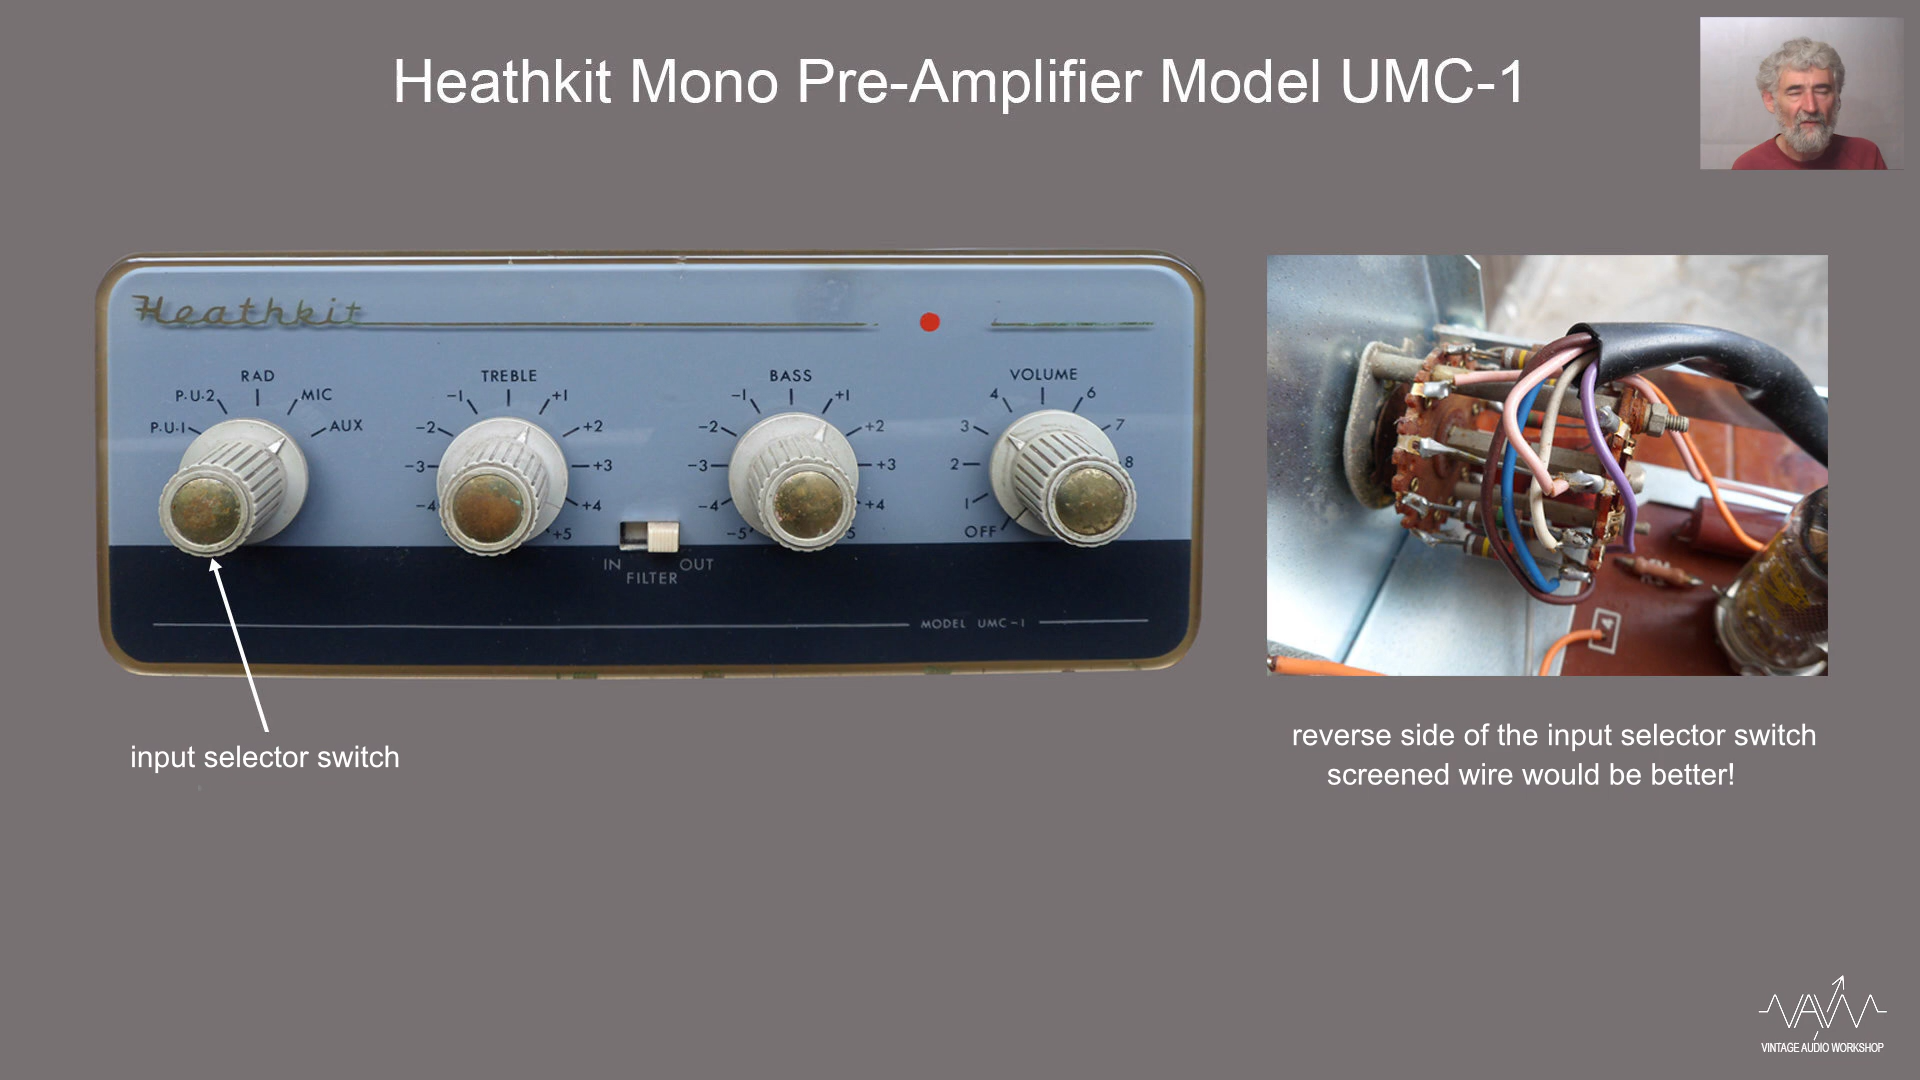 Heathkit Mono Pre-Amplifier Model UMC-1
Heathkit
RAD
P.U.2
MIC
P.U.1
AUX
TREBLE
-1
+1
-2
+2
-3
+3
-4
+4
+5
BASS
-1
+1
-2
+2
-3
+3
-4
+4
-5
5
VOLUME
4
6
3
7
2
8
1
OFF
IN
OUT
FILTER
MODEL UMC-1
4
input selector switch
reverse side of the input selector switch
screened wire would be better!
VAW
VINTAGE AUDIO WORKSHOP